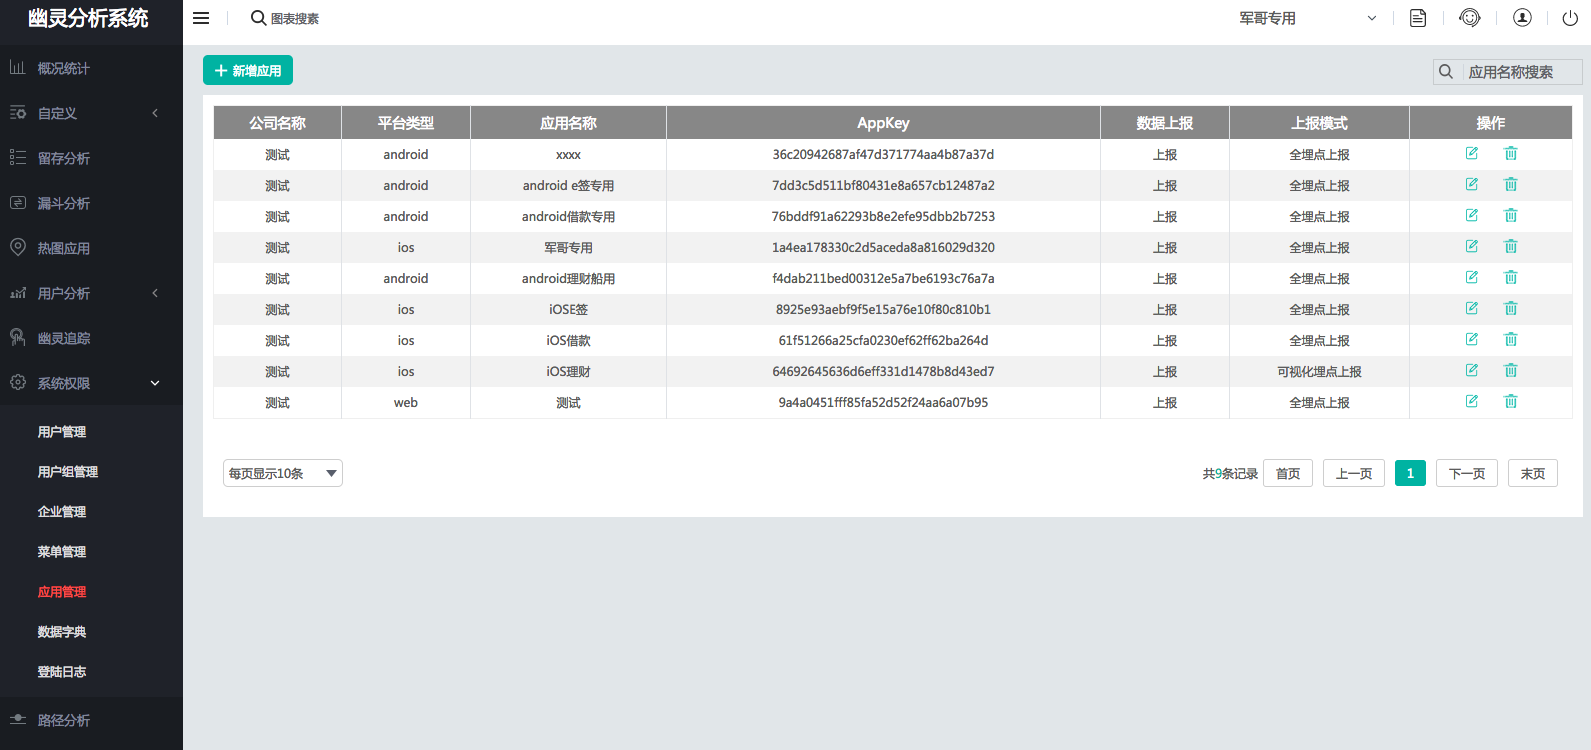 幽灵分析系统
图表搜素
军哥专用
概况统计
自定义
留存分析
漏斗分析
热图应用
用户分析
幽灵追踪
系统权限
用户管理
用户组管理
企业管理
菜单管理
应用管理
数据字典
登陆日志
路径分析
新增应用
应用名称搜索
公司名称 平台类型 应用名称 AppKey 数据上报 上报模式 操作
测试 android xxxx 36c20942687af47d371774aa4b87a37d 上报 全埋点上报
测试 android android e签专用 7dd3c5d511bf80431e8a657cb12487a2 上报 全埋点上报
测试 android android借款专用 76bddf91a62293b8e2efe95dbb2b7253 上报 全埋点上报
测试 ios 军哥专用 1a4ea178330c2d5aceda8a816029d320 上报 全埋点上报
测试 android android理财船用 f4dab211bed00312e5a7be6193c76a7a 上报 全埋点上报
测试 ios iOSE签 8925e93aebf9f5e15a76e10f80c810b1 上报 全埋点上报
测试 ios iOS借款 61f51266a25cfa0230ef62ff62ba264d 上报 全埋点上报
测试 ios iOS理财 64692645636d6eff331d1478b8d43ed7 上报 可视化埋点上报
测试 web 测试 9a4a0451fff85fa52d52f24aa6a07b95 上报 全埋点上报
每页显示10条
共9条记录 首页 上一页 1 下一页 末页